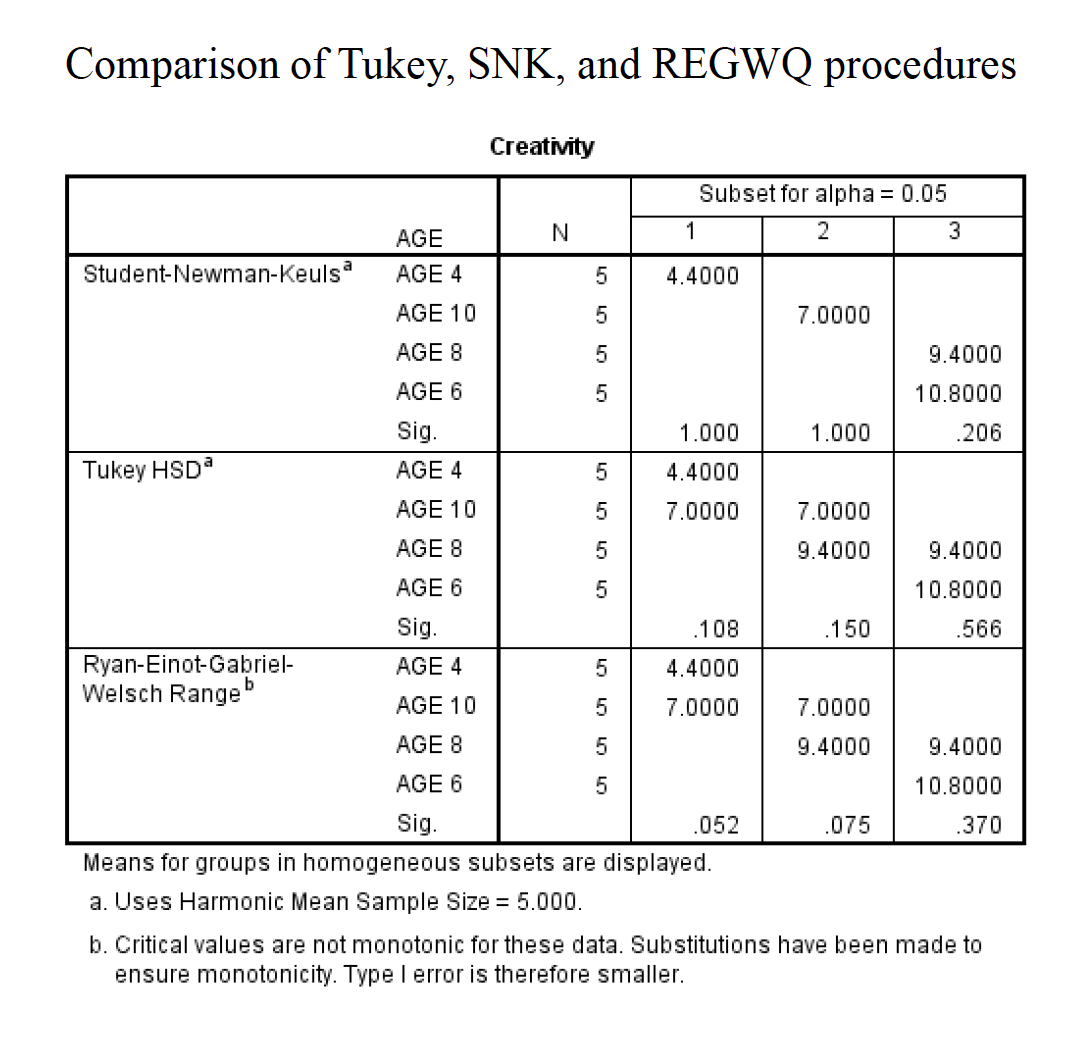 Comparison of Tukey, SNK, and REGWQ procedures
Creativity
Subset for alpha = 0.05
AGE N 1 2 3
Student-Newman-Keulsa AGE 4 5 4.4000
AGE 10 5 7.0000
AGE 8 5 9.4000
AGE 6 5 10.8000
Sig. 1.000 1.000 .206
Tukey HSDa AGE 4 5 4.4000
AGE 10 5 7.0000 7.0000
AGE 8 5 9.4000 9.4000
AGE 6 5 10.8000
Sig. .108 .150 .566
Ryan-Einot-Gabriel- AGE 4 5 4.4000
Welsch Rangeb
AGE 10 5 7.0000 7.0000
AGE 8 5 9.4000 9.4000
AGE 6 5 10.8000
Sig. .052 .075 .370
Means for groups in homogeneous subsets are displayed.
a. Uses Harmonic Mean Sample Size = 5.000.
b. Critical values are not monotonic for these data. Substitutions have been made to
ensure monotonicity. Type I error is therefore smaller.